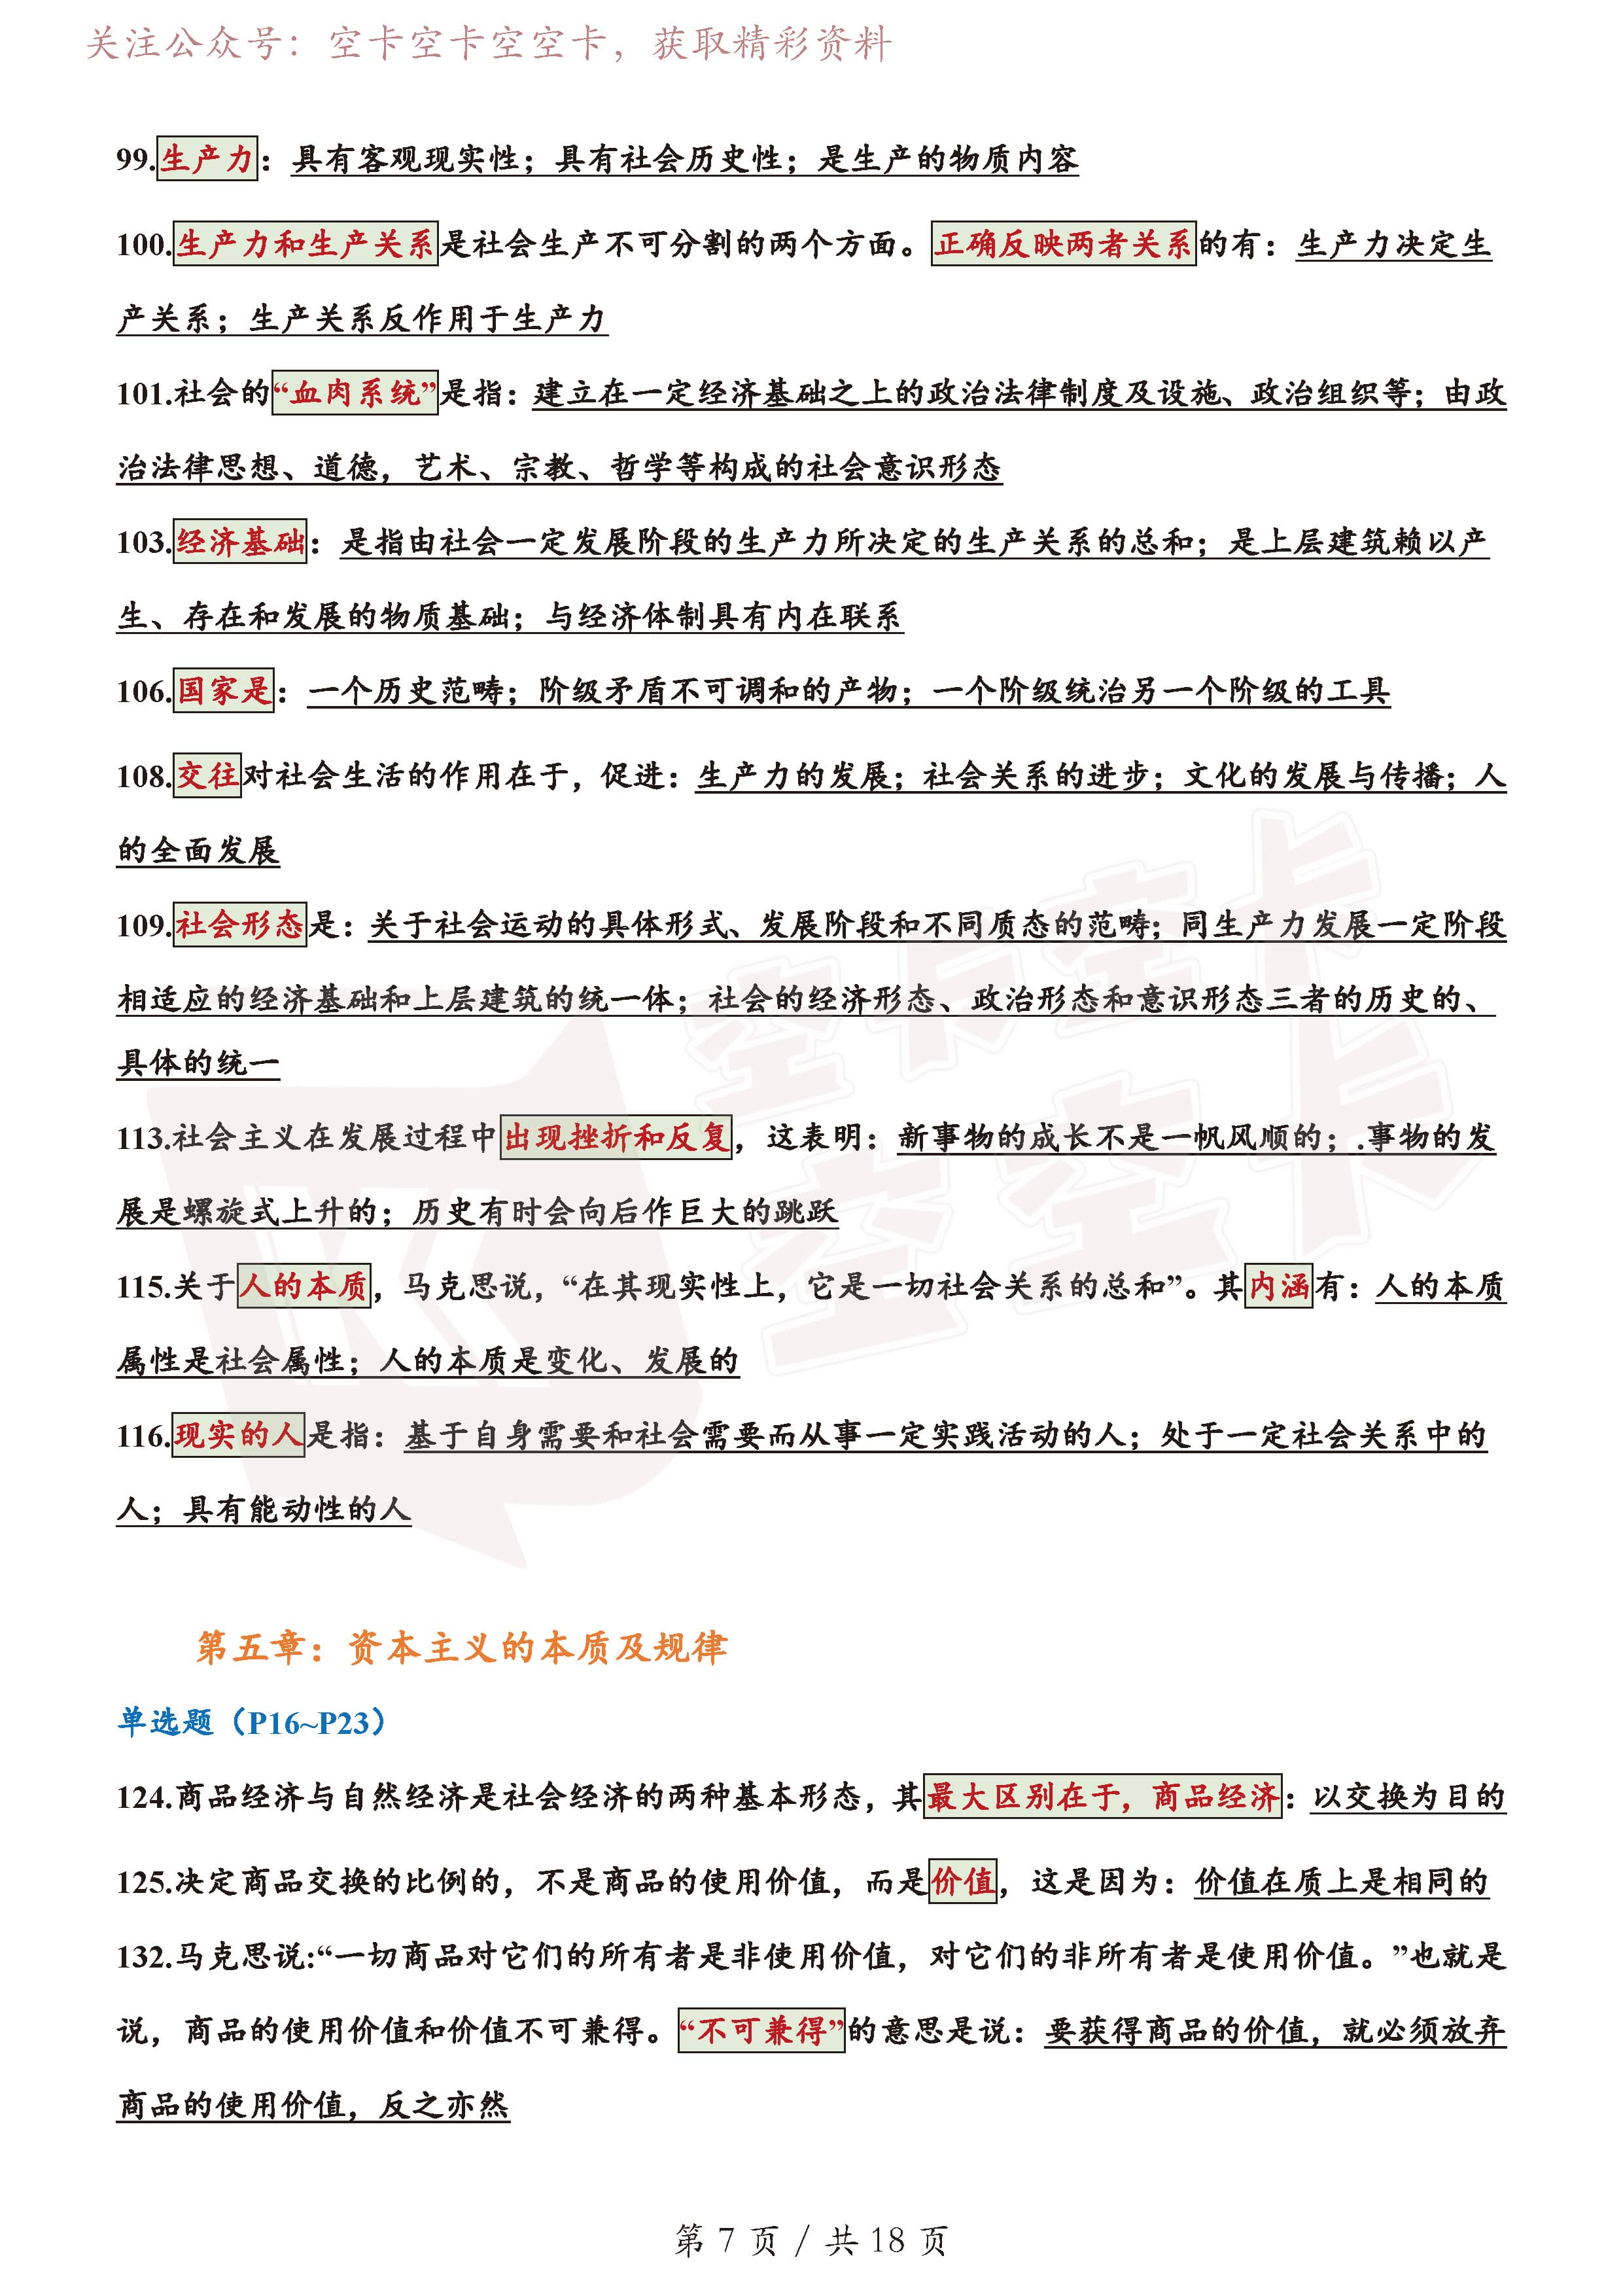 关注公众号：空卡空卡空空卡，获取精彩资料
99.生产力：具有客观现实性；具有社会历史性；是生产的物质内容
100.生产力和生产关系是社会生产不可分割的两个方面。正确反映两者关系的有：生产力决定生
产关系；生产关系反作用于生产力
101.社会的“血肉系统”是指：建立在一定经济基础之上的政治法律制度及设施、政治组织等；由政
治法律思想、道德，艺术、宗教、哲学等构成的社会意识形态
103.经济基础：是指由社会一定发展阶段的生产力所决定的生产关系的总和；是上层建筑赖以产
生、存在和发展的物质基础；与经济体制具有内在联系
106.国家是：一个历史范畴；阶级矛盾不可调和的产物；一个阶级统治另一个阶级的工具
108.交往对社会生活的作用在于，促进：生产力的发展；社会关系的进步；文化的发展与传播；人
的全面发展
109.社会形态是：关于社会运动的具体形式、发展阶段和不同质态的范畴；同生产力发展一定阶段
相适应的经济基础和上层建筑的统一体；社会的经济形态、政治形态和意识形态三者的历史的、
具体的统一
113.社会主义在发展过程中出现挫折和反复，这表明：新事物的成长不是一帆风顺的；.事物的发
展是螺旋式上升的；历史有时会向后作巨大的跳跃
115.关于人的本质，马克思说，“在其现实性上，它是一切社会关系的总和”。其内涵有：人的本质
属性是社会属性；人的本质是变化、发展的
116.现实的人是指：基于自身需要和社会需要而从事一定实践活动的人；处于一定社会关系中的
人；具有能动性的人
空卡空卡
空空卡
第五章：资本主义的本质及规律
单选题（P16~P23）
124.商品经济与自然经济是社会经济的两种基本形态，其最大区别在于，商品经济：以交换为目的
125.决定商品交换的比例的，不是商品的使用价值，而是价值，这是因为：价值在质上是相同的
132.马克思说:“一切商品对它们的所有者是非使用价值，对它们的非所有者是使用价值。”也就是
说，商品的使用价值和价值不可兼得。“不可兼得”的意思是说：要获得商品的价值，就必须放弃
商品的使用价值，反之亦然
第 7 页 / 共 18 页